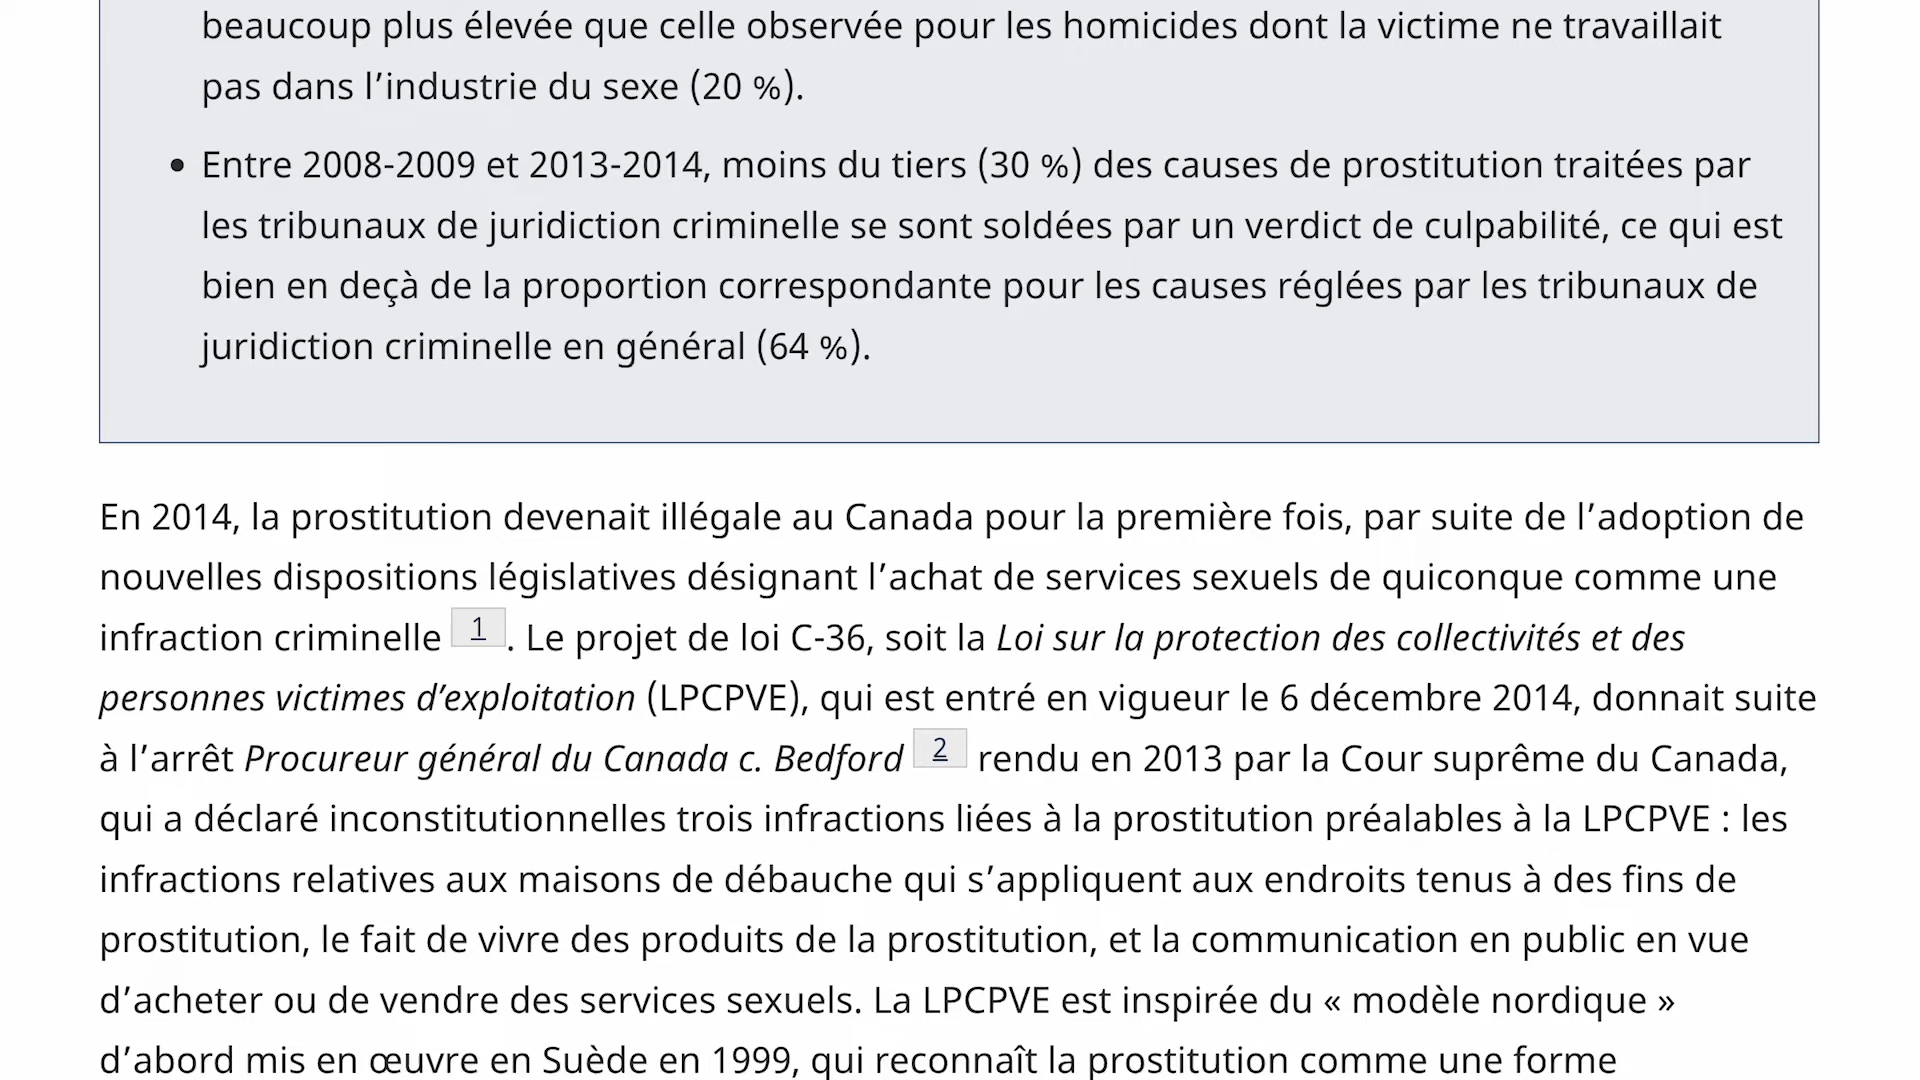 beaucoup plus élevée que celle observée pour les homicides dont la victime ne travaillait
pas dans l’industrie du sexe (20 %).
• Entre 2008-2009 et 2013-2014, moins du tiers (30 %) des causes de prostitution traitées par
les tribunaux de juridiction criminelle se sont soldées par un verdict de culpabilité, ce qui est
bien en deçà de la proportion correspondante pour les causes réglées par les tribunaux de
juridiction criminelle en général (64 %).
En 2014, la prostitution devenait illégale au Canada pour la première fois, par suite de l’adoption de
nouvelles dispositions législatives désignant l’achat de services sexuels de quiconque comme une
infraction criminelle 1. Le projet de loi C-36, soit la Loi sur la protection des collectivités et des
personnes victimes d’exploitation (LPCPVE), qui est entré en vigueur le 6 décembre 2014, donnait suite
à l’arrêt Procureur général du Canada c. Bedford 2 rendu en 2013 par la Cour suprême du Canada,
qui a déclaré inconstitutionnelles trois infractions liées à la prostitution préalables à la LPCPVE : les
infractions relatives aux maisons de débauche qui s’appliquent aux endroits tenus à des fins de
prostitution, le fait de vivre des produits de la prostitution, et la communication en public en vue
d’acheter ou de vendre des services sexuels. La LPCPVE est inspirée du « modèle nordique »
d’abord mis en œuvre en Suède en 1999, qui reconnaît la prostitution comme une forme